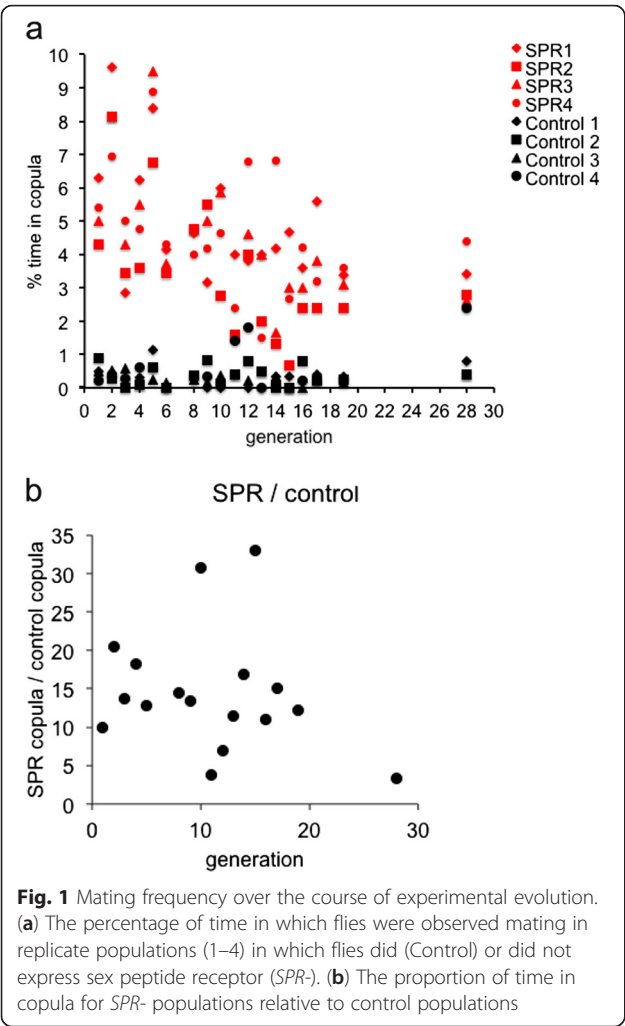 a
10
9
8
7
6
5
4
3
2
1
0
% time in copula
0 2 4 6 8 10 12 14 16 18 20 22 24 26 28 30
generation
SPR1
SPR2
SPR3
SPR4
Control 1
Control 2
Control 3
Control 4
b
SPR / control
35
30
25
20
15
10
5
0
SPR copula / control copula
0 10 20 30
generation
Fig. 1 Mating frequency over the course of experimental evolution.
(a) The percentage of time in which flies were observed mating in
replicate populations (1–4) in which flies did (Control) or did not
express sex peptide receptor (SPR-). (b) The proportion of time in
copula for SPR- populations relative to control populations